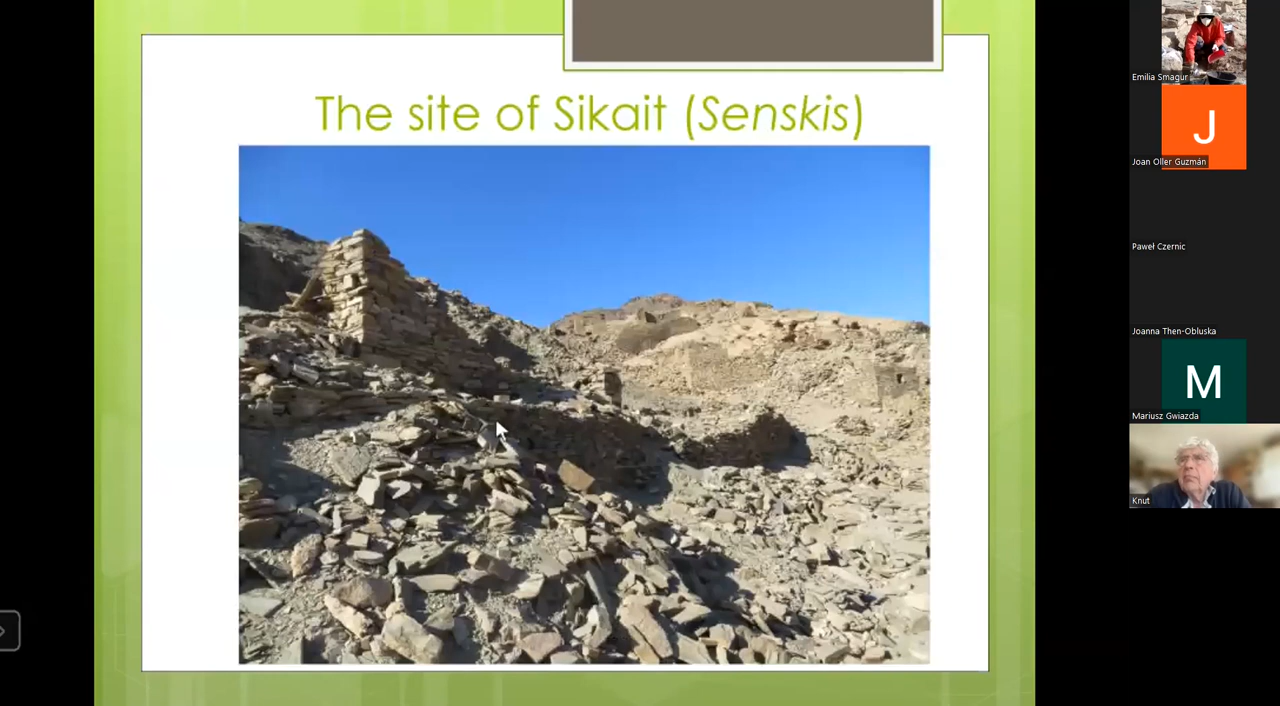 The site of Sikait (Senskis)
Emilia Smagur
J
Joan Oller Guzmán
Paweł Czernic
Joanna Then-Obluska
M
Mariusz Gwiazda
Knut